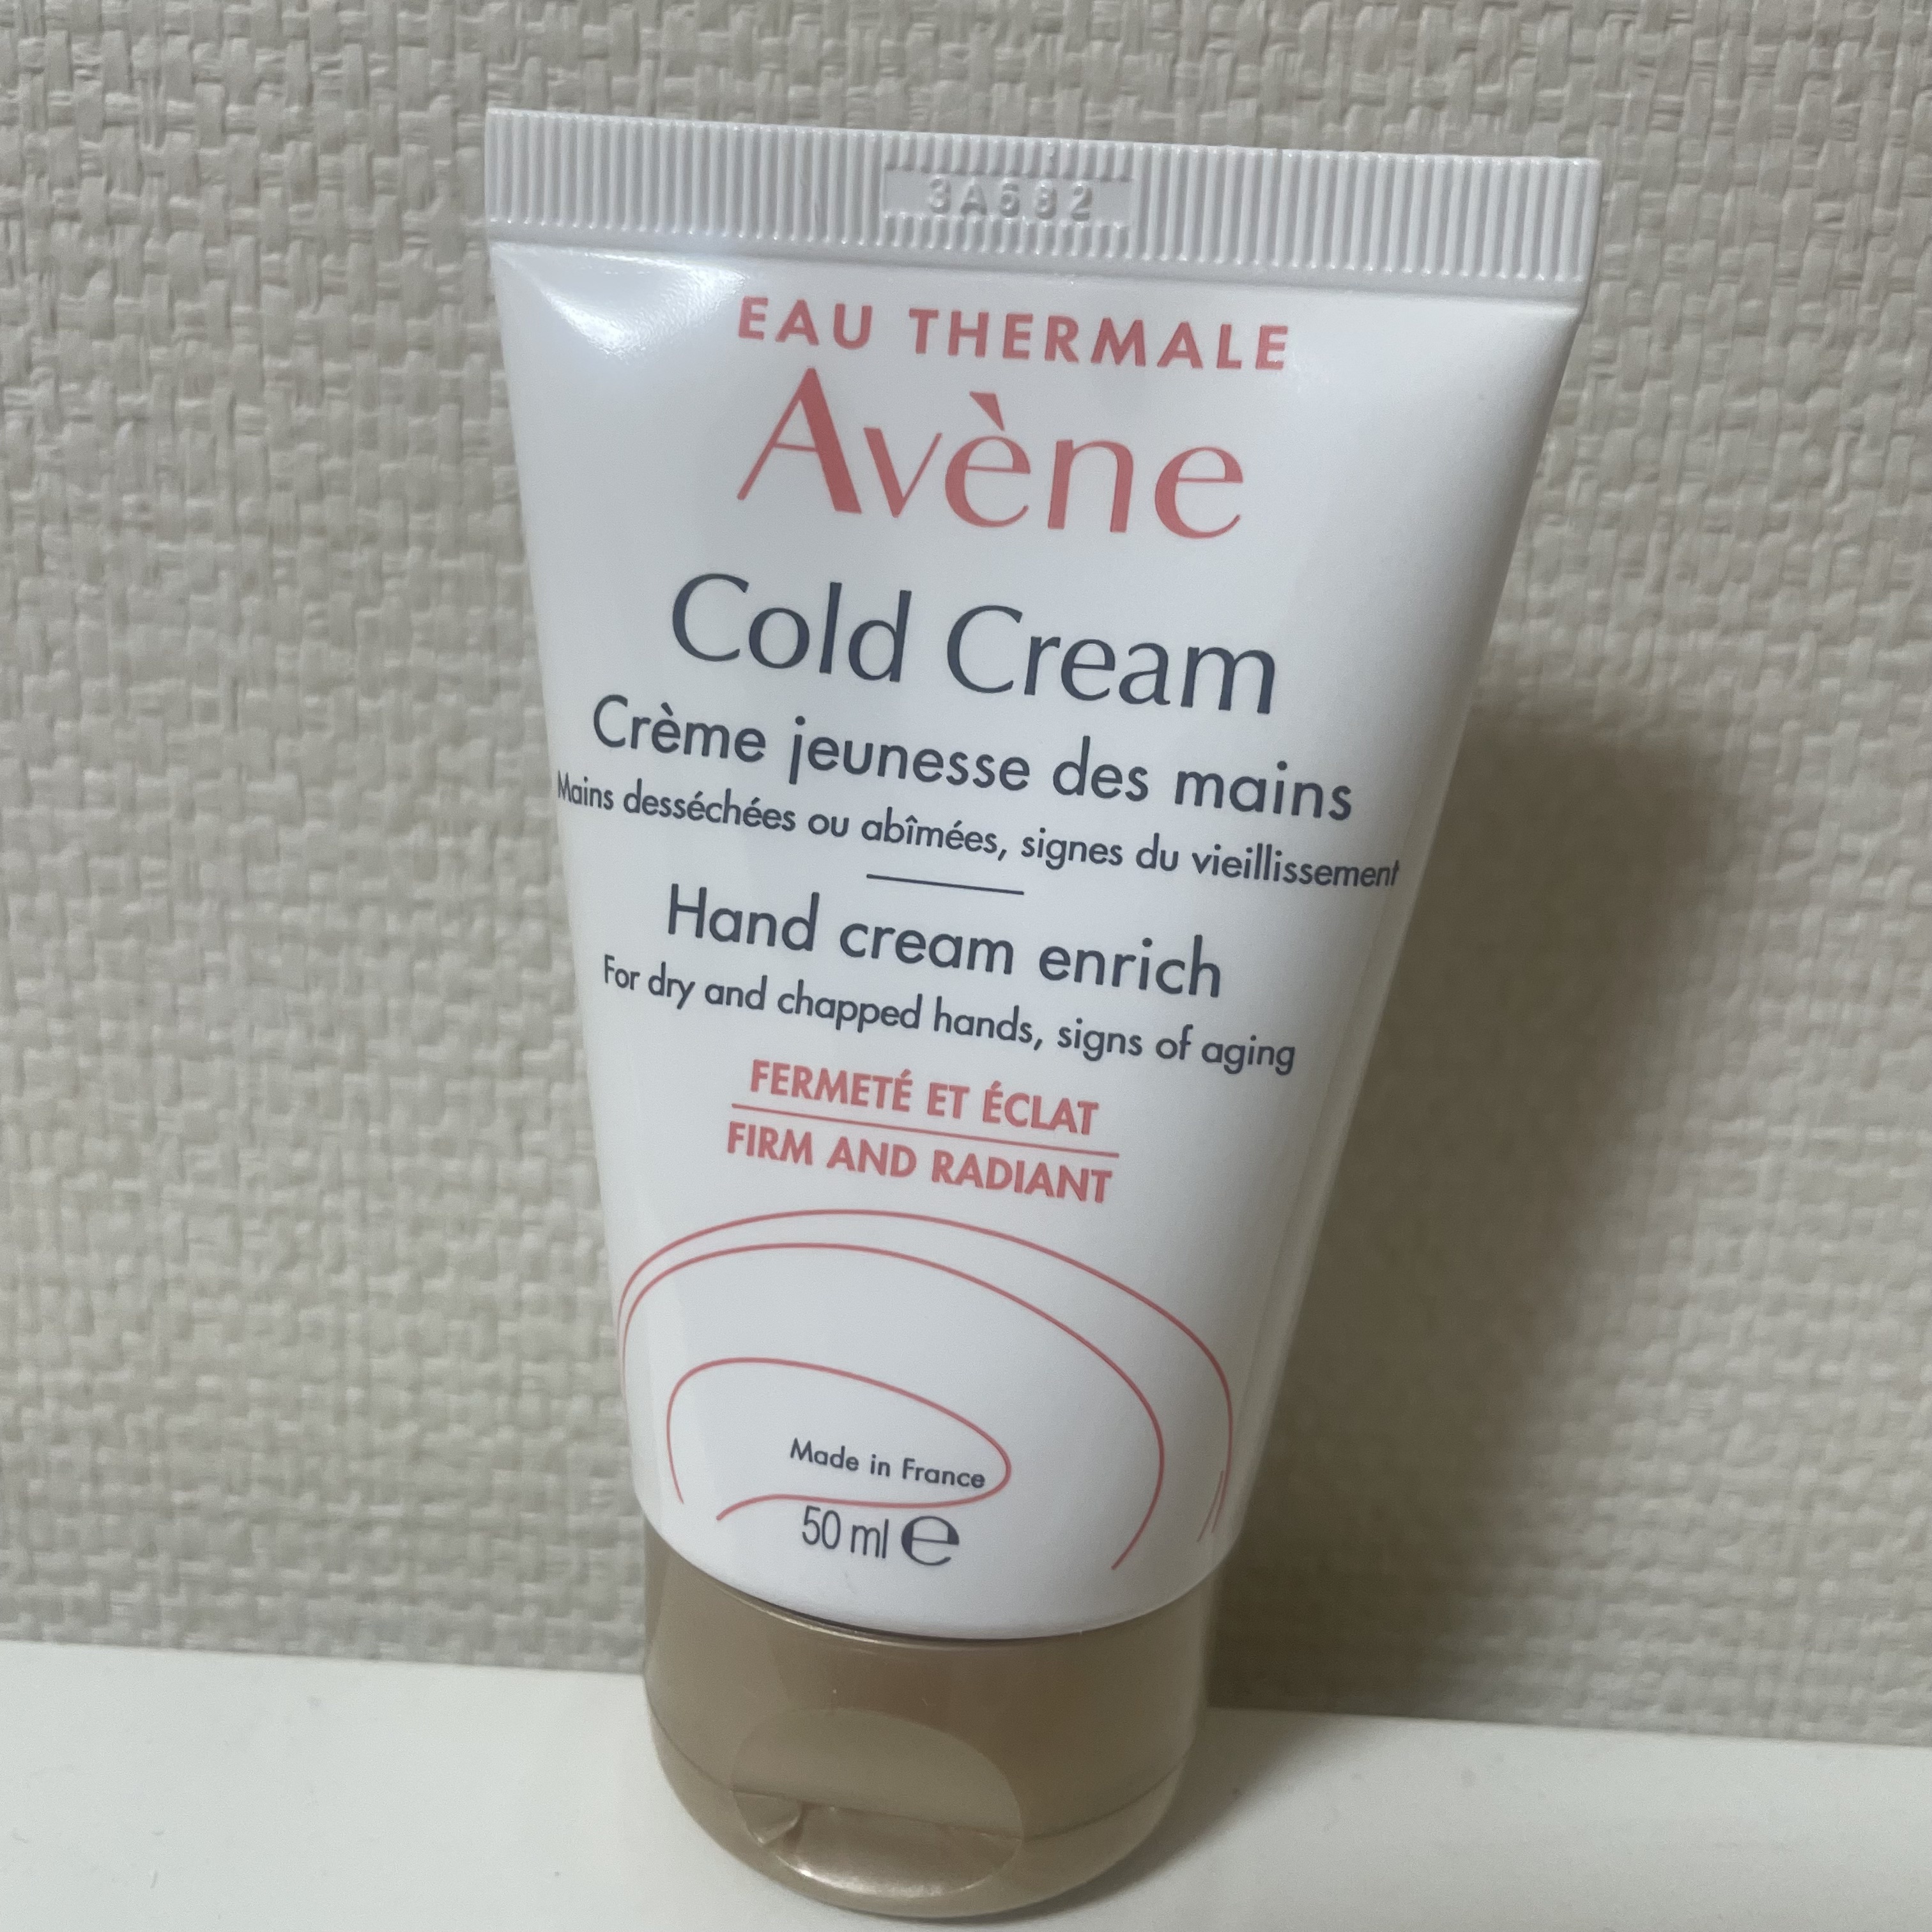 3A682
EAU THERMALE
Avène
Cold Cream
Crème jeunesse des mains
Mains desséchées ou abîmées, signes du vieillissement
Hand cream enrich
For dry and chapped hands, signs of aging
FERMETÉ ET ÉCLAT
FIRM AND RADIANT
Made in France
50 ml ℮